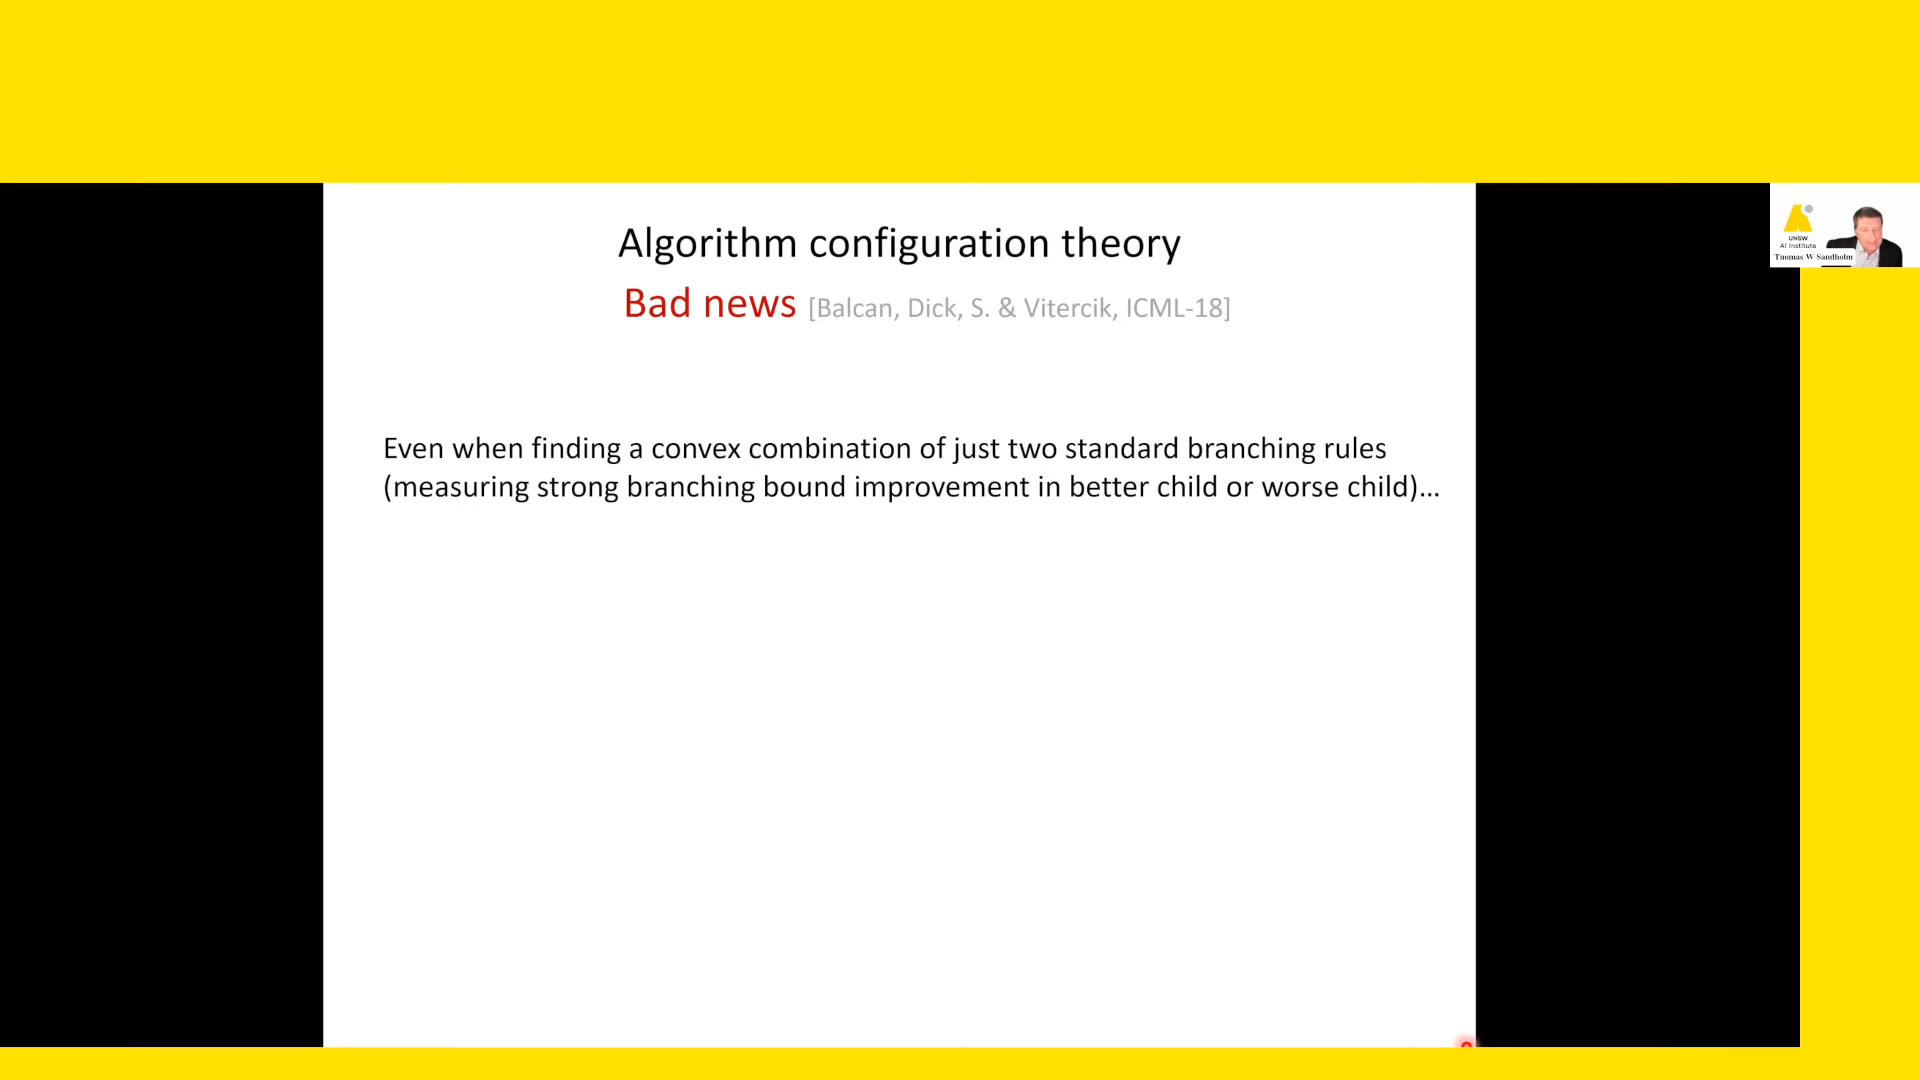 Algorithm configuration theory
Bad news [Balcan, Dick, S. & Vitercik, ICML-18]
Even when finding a convex combination of just two standard branching rules
(measuring strong branching bound improvement in better child or worse child)...
UNSW
AI Institute
Tuomas W Sandholm